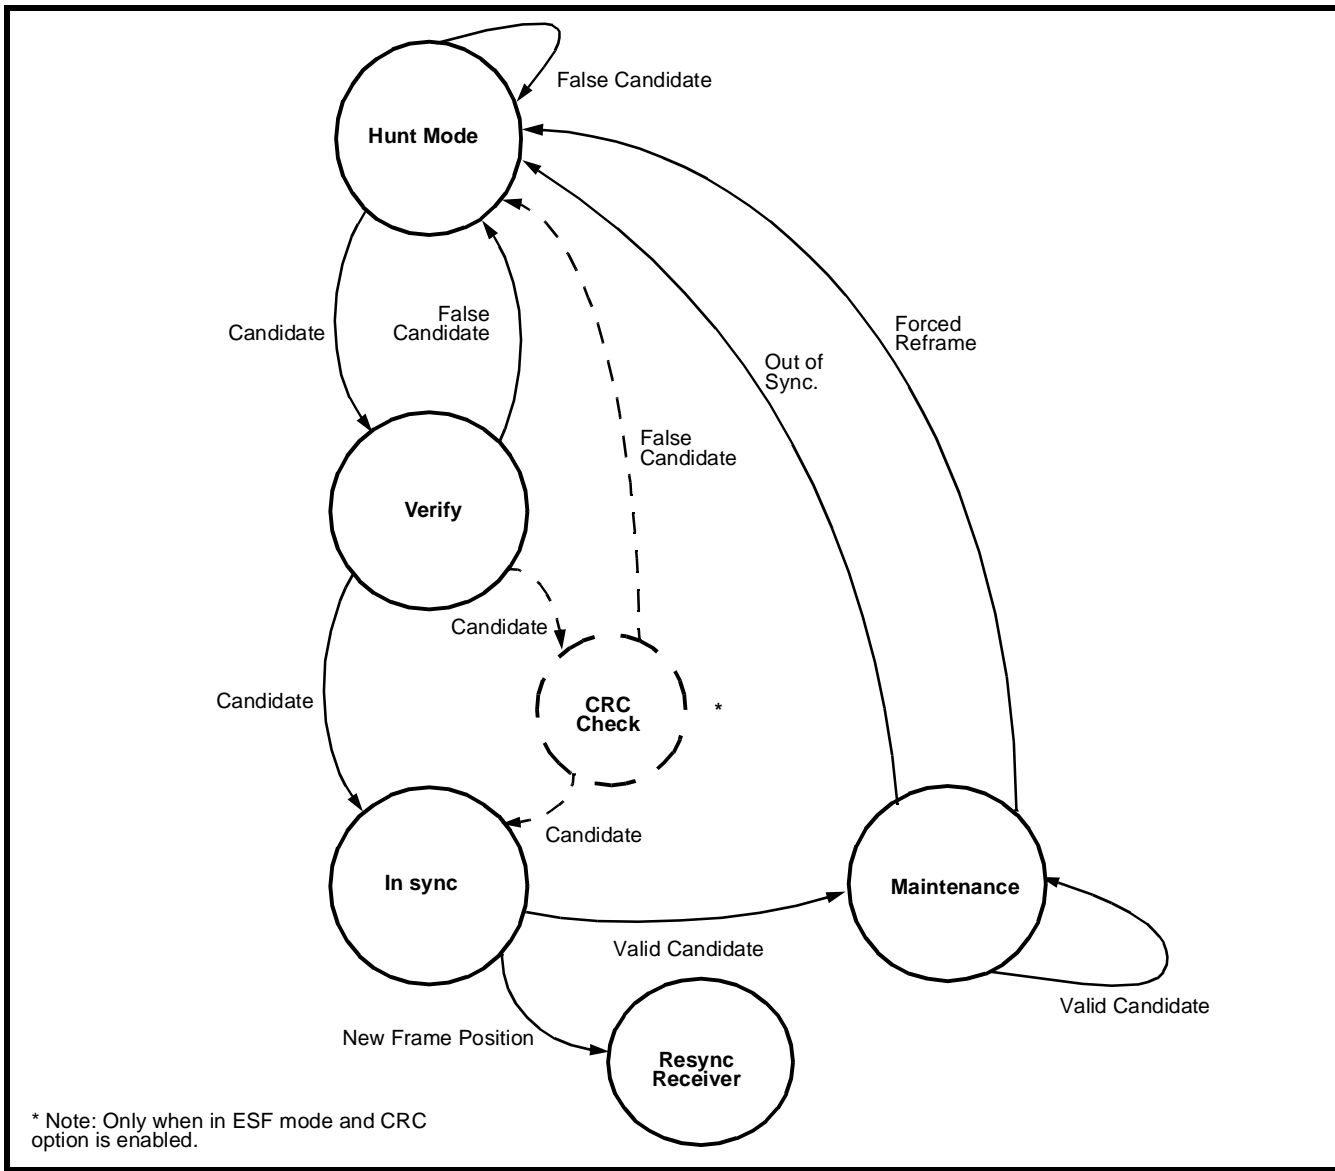 False Candidate
Hunt Mode
Candidate
False
Candidate
Forced
Reframe
Out of
Sync.
False
Candidate
Verify
Candidate
Candidate
CRC
Check
*
Candidate
In sync
Maintenance
Valid Candidate
Valid Candidate
New Frame Position
Resync
Receiver
* Note: Only when in ESF mode and CRC
option is enabled.